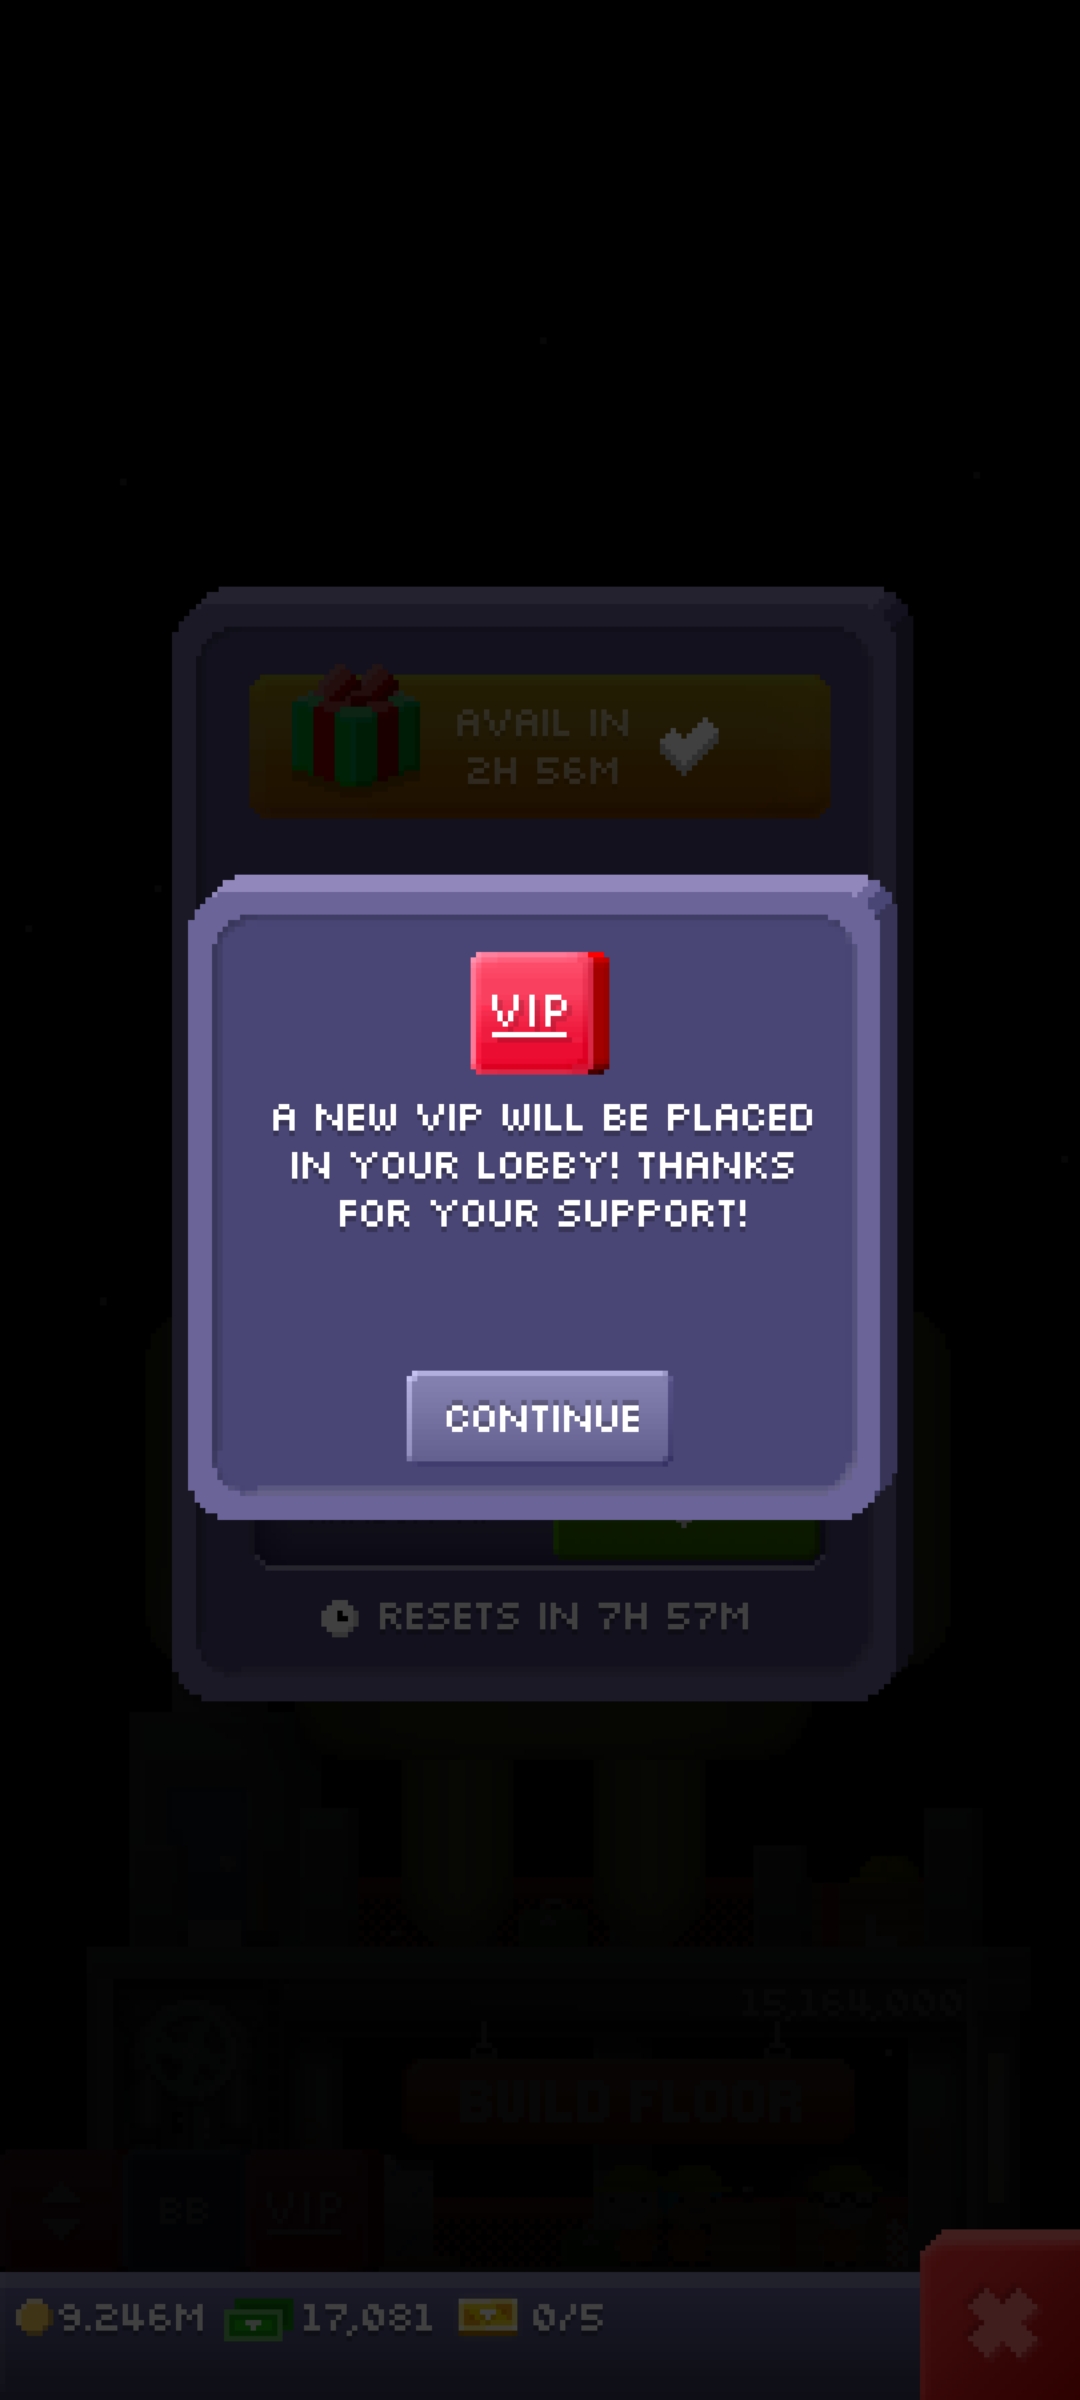 AVAIL IN
2H 56M
VIP
A NEW VIP WILL BE PLACED
IN YOUR LOBBY! THANKS
FOR YOUR SUPPORT!
CONTINUE
RESETS IN 7H 57M
15,164,000
BUILD FLOOR
BB
VIP
9.246M
17,081
0/5